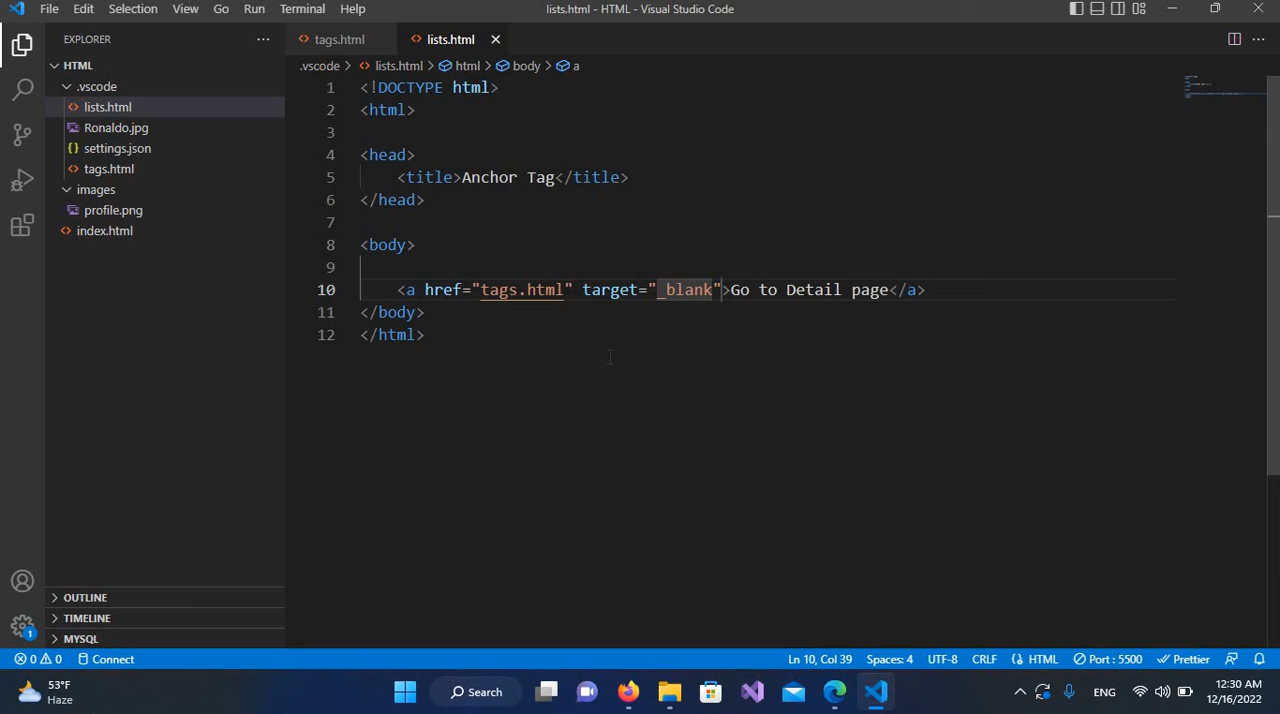 File Edit Selection View Go Run Terminal Help
lists.html - HTML - Visual Studio Code
EXPLORER
tags.html
lists.html
HTML
.vscode > lists.html > html > body > a
.vscode
lists.html
Ronaldo.jpg
settings.json
tags.html
images
profile.png
index.html
1 <!DOCTYPE html>
2 <html>
3
4 <head>
5 <title>Anchor Tag</title>
6 </head>
7
8 <body>
9
10 <a href="tags.html" target="_blank">Go to Detail page</a>
11 </body>
12 </html>
OUTLINE
TIMELINE
MYSQL
1
0 0 Connect
Ln 10, Col 39 Spaces: 4 UTF-8 CRLF HTML Port : 5500 Prettier
53°F
Haze
Search
ENG
12:30 AM
12/16/2022